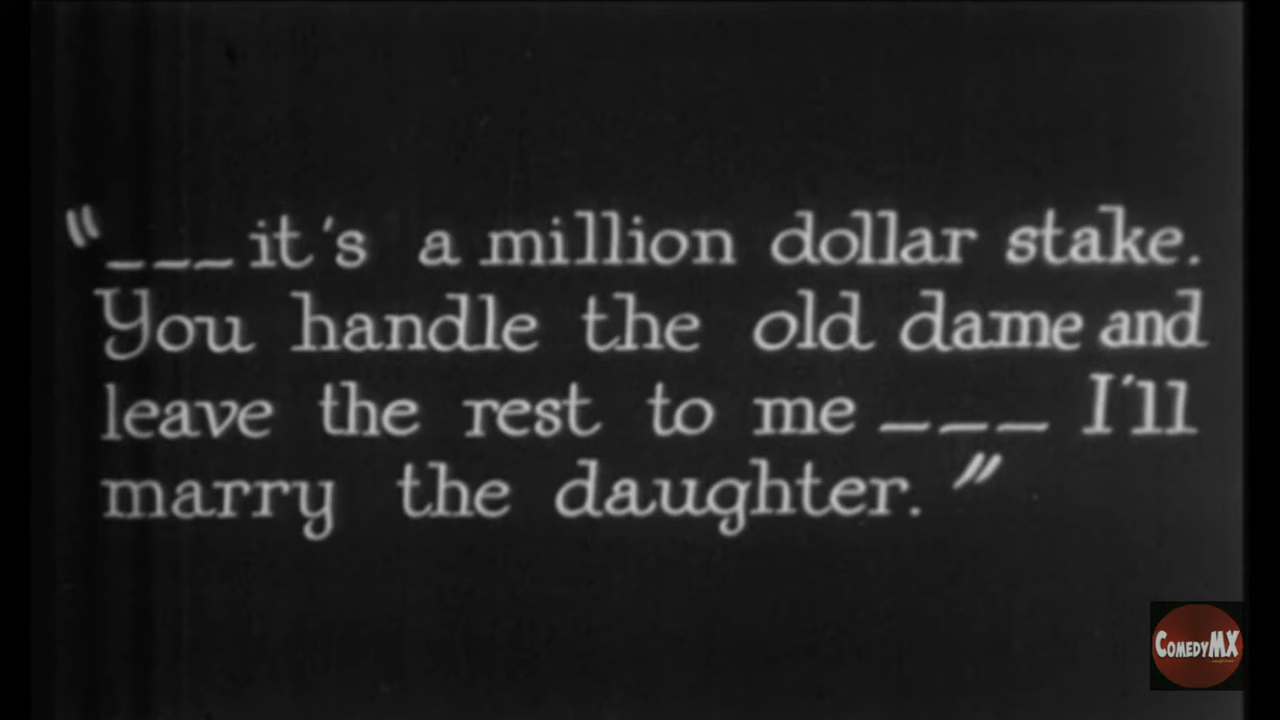 "___it's a million dollar stake.
You handle the old dame and
leave the rest to me ___ I'll
marry the daughter."
COMEDYMX